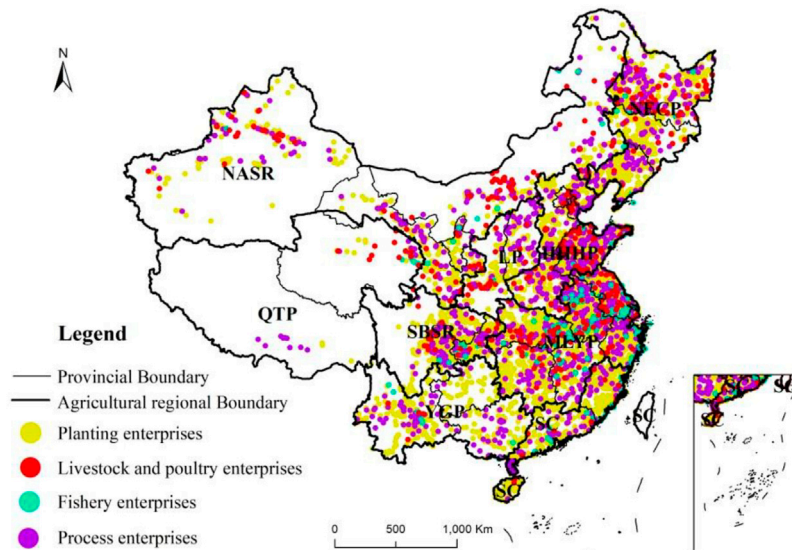 N
NECP
NASR
LP
HHHP
QTP
SBSR
MLYP
Legend
Provincial Boundary
Agricultural regional Boundary
YGP
SC
SC
SC
SC
SC
Planting enterprises
Livestock and poultry enterprises
Fishery enterprises
Process enterprises
SC
0 500 1,000 Km